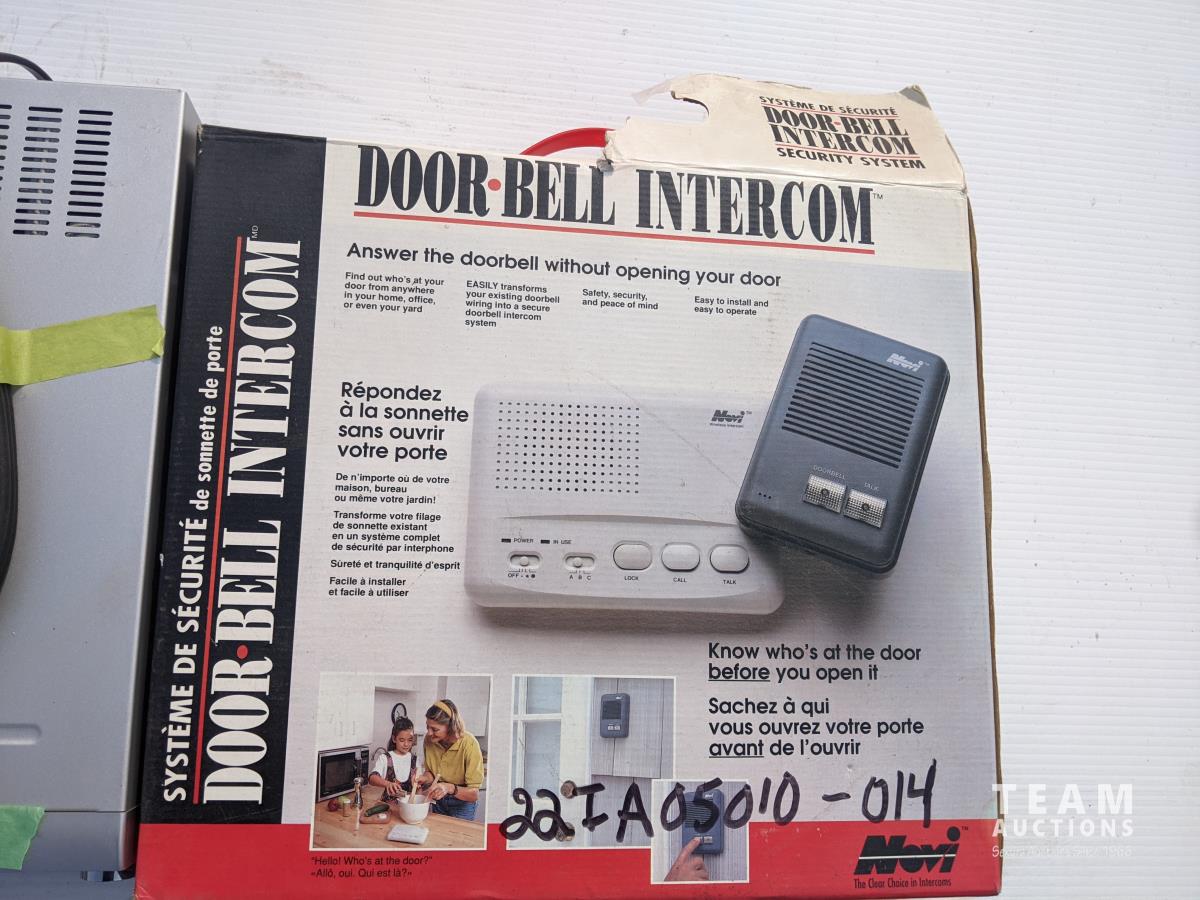 SYSTÈME DE SÉCURITÉ
DOOR·BELL
INTERCOM
SECURITY SYSTEM
DOOR·BELL INTERCOM™
Answer the doorbell without opening your door
Find out who's at your
door from anywhere
in your home, office,
or even your yard
EASILY transforms
your existing doorbell
wiring into a secure
doorbell intercom
system
Safety, security,
and peace of mind
Easy to install and
easy to operate
SYSTÈME DE SÉCURITÉ de sonnette de porte
DOOR·BELL INTERCOM MD
Répondez
à la sonnette
sans ouvrir
votre porte
De n'importe où de votre
maison, bureau
ou même votre jardin!
Transforme votre filage
de sonnette existant
en un système complet
de sécurité par interphone
Sûreté et tranquilité d'esprit
Facile à installer
et facile à utiliser
Novi™
Wireless Intercom
POWER
IN USE
OFF
A B C
LOCK
CALL
TALK
Novi
DOORBELL
TALK
Know who's at the door
before you open it
Sachez à qui
vous ouvrez votre porte
avant de l'ouvrir
22IA05010-014
"Hello! Who's at the door?"
«Allô, oui. Qui est là?»
Novi™
The Clear Choice in Intercoms
TEAM
AUCTIONS